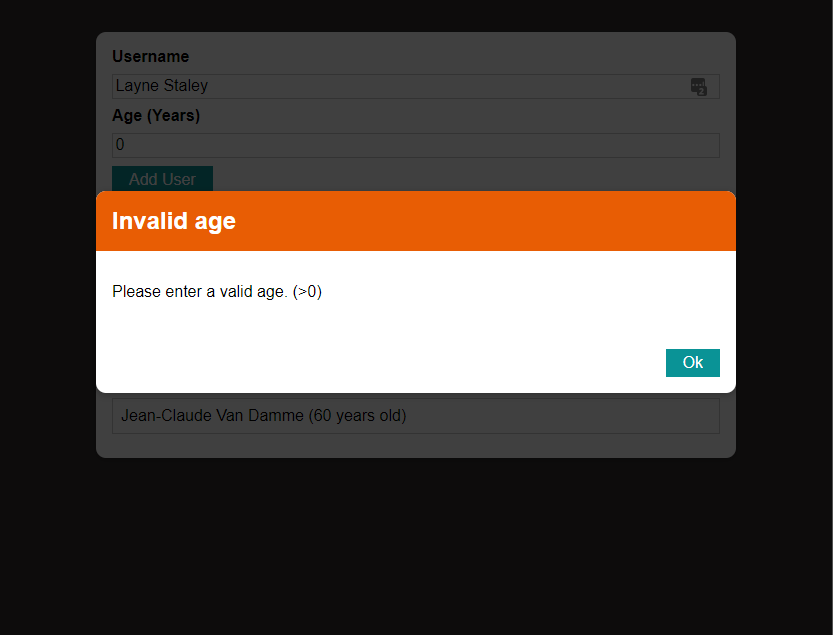 Username
Layne Staley
Age (Years)
0
Add User
Invalid age
Please enter a valid age. (>0)
Ok
Jean-Claude Van Damme (60 years old)